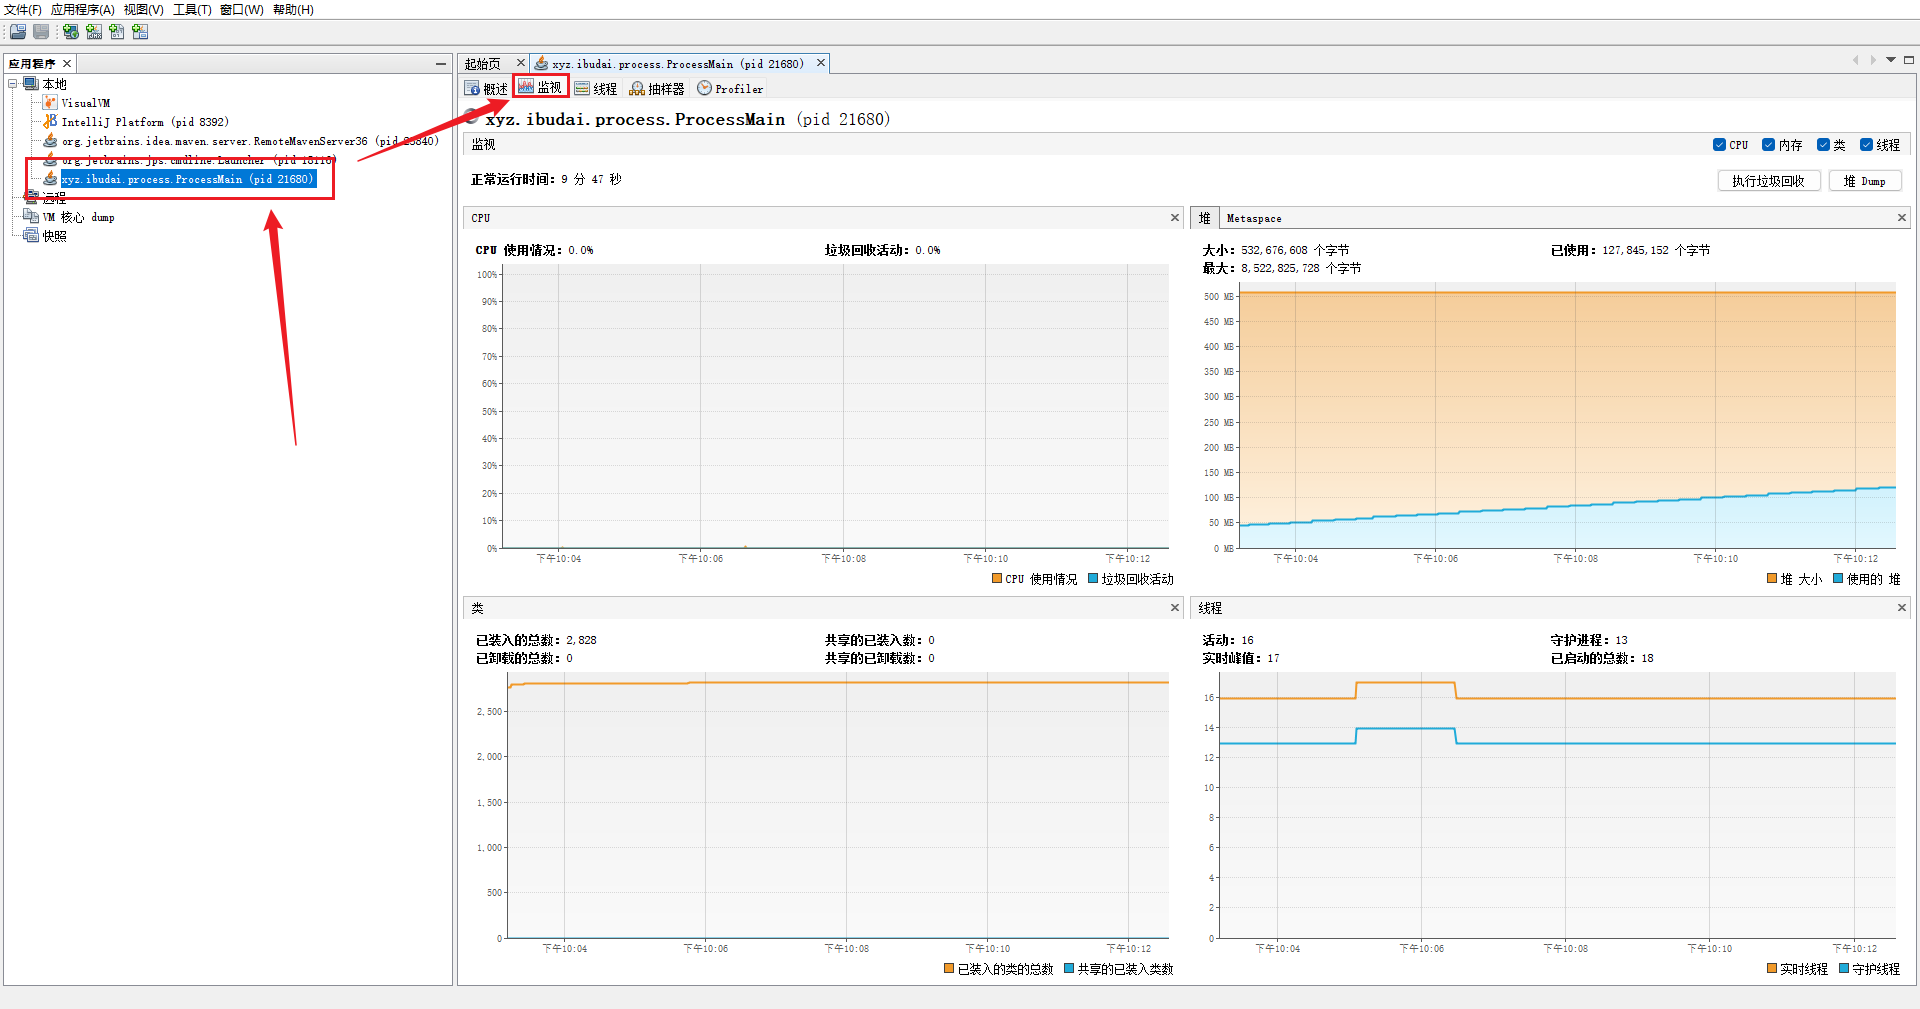 文件(F) 应用程序(A) 视图(V) 工具(T) 窗口(W) 帮助(H)
应用程序
本地
VisualVM
IntelliJ Platform (pid 8392)
org.jetbrains.idea.maven.server.RemoteMavenServer36 (pid 23840)
org.jetbrains.jps.cmdline.Launcher (pid 15116)
xyz.ibudai.process.ProcessMain (pid 21680)
远程
VM 核心 dump
快照
起始页 xyz.ibudai.process.ProcessMain (pid 21680)
概述 监视 线程 抽样器 Profiler
xyz.ibudai.process.ProcessMain (pid 21680)
监视 CPU 内存 类 线程
正常运行时间: 9 分 47 秒 执行垃圾回收 堆 Dump
CPU
CPU 使用情况: 0.0% 垃圾回收活动: 0.0%
100%
90%
80%
70%
60%
50%
40%
30%
20%
10%
0%
下午10:04 下午10:06 下午10:08 下午10:10 下午10:12
CPU 使用情况 垃圾回收活动
堆 Metaspace
大小: 532,676,608 个字节 已使用: 127,845,152 个字节
最大: 8,522,825,728 个字节
500 MB
450 MB
400 MB
350 MB
300 MB
250 MB
200 MB
150 MB
100 MB
50 MB
0 MB
下午10:04 下午10:06 下午10:08 下午10:10 下午10:12
堆 大小 使用的 堆
类
已装入的总数: 2,828 共享的已装入数: 0
已卸载的总数: 0 共享的已卸载数: 0
2,500
2,000
1,500
1,000
500
0
下午10:04 下午10:06 下午10:08 下午10:10 下午10:12
已装入的类的总数 共享的已装入类数
线程
活动: 16 守护进程: 13
实时峰值: 17 已启动的总数: 18
16
14
12
10
8
6
4
2
0
下午10:04 下午10:06 下午10:08 下午10:10 下午10:12
实时线程 守护线程